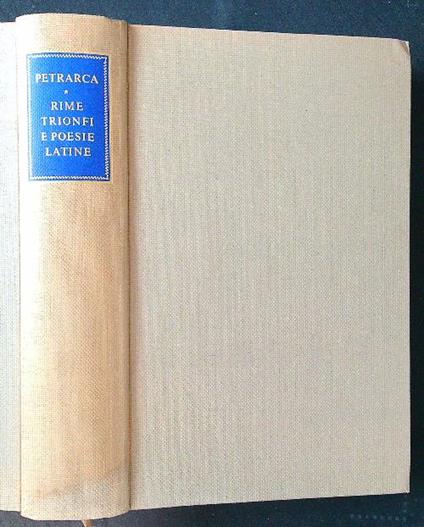 PETRARCA
*
RIME
TRIONFI
E POESIE
LATINE